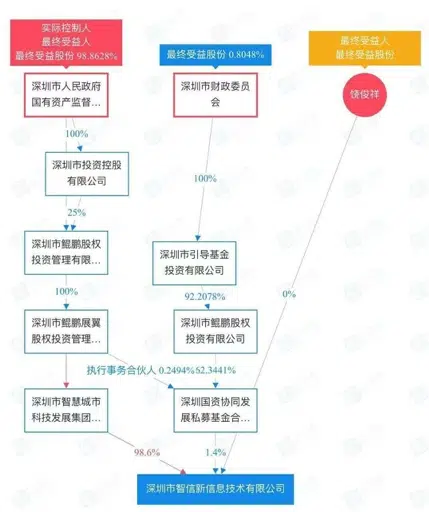 实际控制人
最终受益人
最终受益股份 98.8628%
最终受益股份 0.8048%
最终受益人
最终受益股份
深圳市人民政府
国有资产监督...
深圳市财政委员
会
饶俊祥
100%
深圳市投资控股
有限公司
100%
25%
深圳市鲲鹏股权
投资管理有限...
深圳市引导基金
投资有限公司
100%
92.2078%
0%
深圳市鲲鹏展翼
股权投资管理...
深圳市鲲鹏股权
投资有限公司
执行事务合伙人 0.2494%
62.3441%
深圳市智慧城市
科技发展集团...
深圳国资协同发
展私募基金合...
98.6%
1.4%
深圳市智信新信息技术有限公司